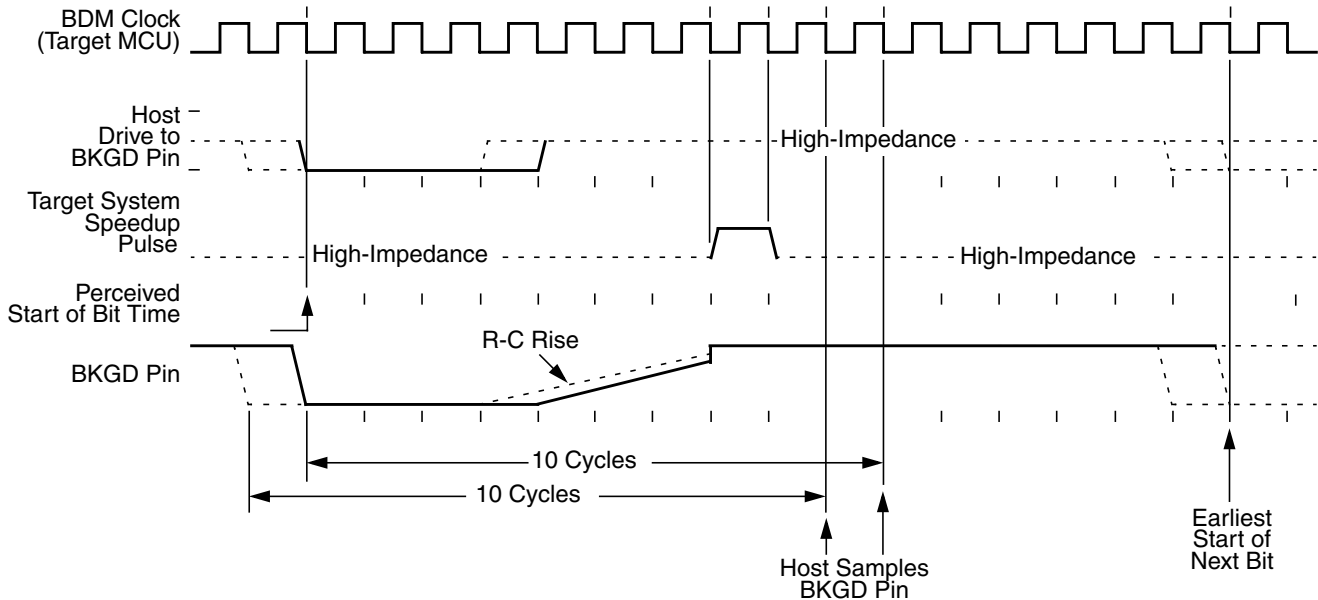 BDM Clock
(Target MCU)
Host
Drive to
BKGD Pin
High-Impedance
Target System
Speedup
Pulse
High-Impedance
High-Impedance
Perceived
Start of Bit Time
R-C Rise
BKGD Pin
10 Cycles
10 Cycles
Host Samples
BKGD Pin
Earliest
Start of
Next Bit